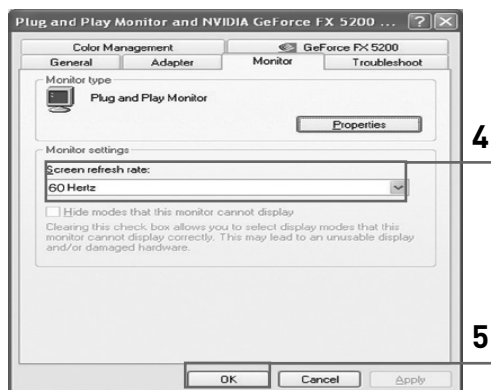 Plug and Play Monitor and NVIDIA GeForce FX 5200 ...
Color Management
GeForce FX 5200
General
Adapter
Monitor
Troubleshoot
Monitor type
Plug and Play Monitor
Properties
4
Monitor settings
Screen refresh rate:
60 Hertz
Hide modes that this monitor cannot display
Clearing this check box allows you to select display modes that this
monitor cannot display correctly. This may lead to an unusable display
and/or damaged hardware.
5
OK
Cancel
Apply